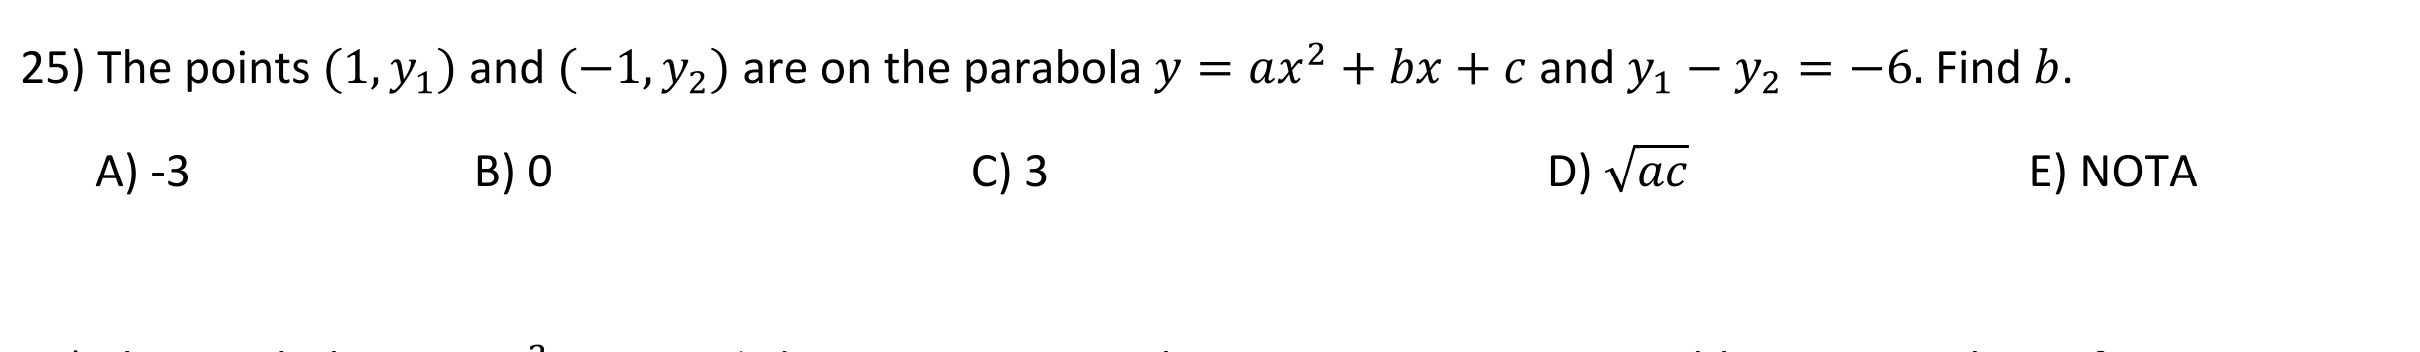 25) The points (1, y₁) and (−1, y₂) are on the parabola y = ax² + bx + c and y₁ − y₂ = −6. Find b.
A) -3 B) 0 C) 3 D) √ac E) NOTA